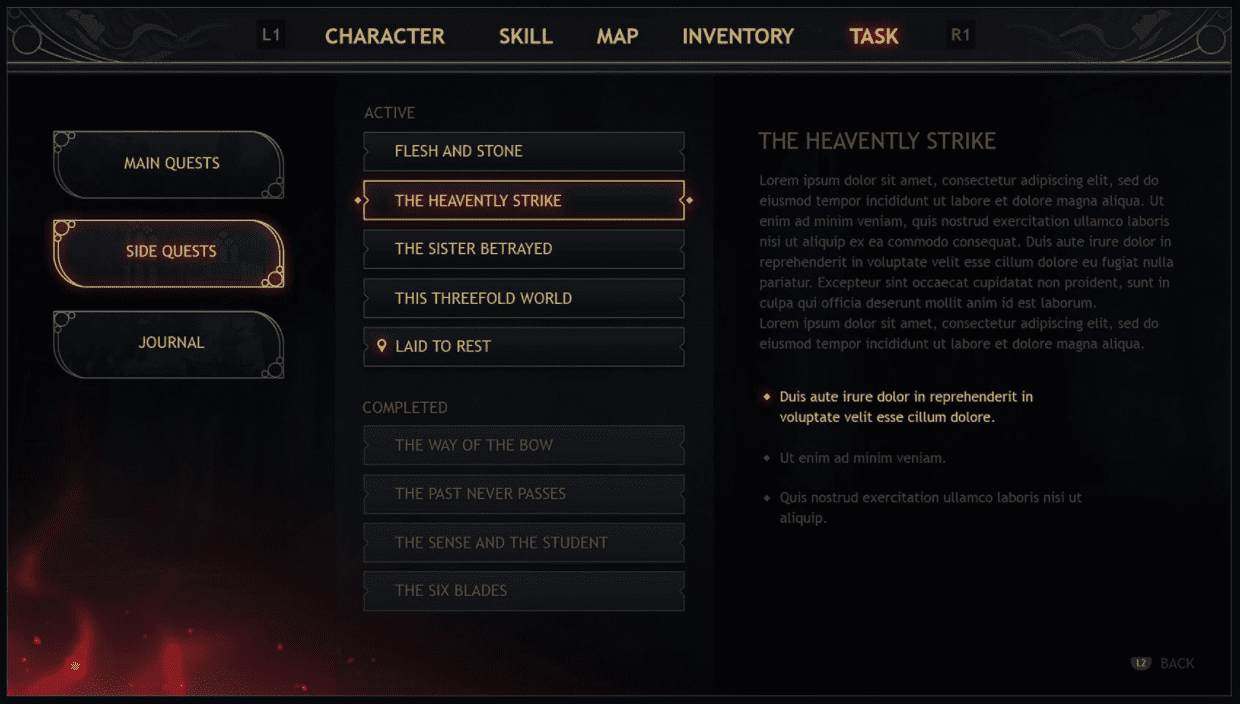 L1 CHARACTER SKILL MAP INVENTORY TASK R1
MAIN QUESTS
SIDE QUESTS
JOURNAL
ACTIVE
FLESH AND STONE
THE HEAVENTLY STRIKE
THE SISTER BETRAYED
THIS THREEFOLD WORLD
LAID TO REST
COMPLETED
THE WAY OF THE BOW
THE PAST NEVER PASSES
THE SENSE AND THE STUDENT
THE SIX BLADES
THE HEAVENTLY STRIKE
Lorem ipsum dolor sit amet, consectetur adipiscing elit, sed do
eiusmod tempor incididunt ut labore et dolore magna aliqua. Ut
enim ad minim veniam, quis nostrud exercitation ullamco laboris
nisi ut aliquip ex ea commodo consequat. Duis aute irure dolor in
reprehenderit in voluptate velit esse cillum dolore eu fugiat nulla
pariatur. Excepteur sint occaecat cupidatat non proident, sunt in
culpa qui officia deserunt mollit anim id est laborum.
Lorem ipsum dolor sit amet, consectetur adipiscing elit, sed do
eiusmod tempor incididunt ut labore et dolore magna aliqua.
Duis aute irure dolor in reprehenderit in
voluptate velit esse cillum dolore.
Ut enim ad minim veniam.
Quis nostrud exercitation ullamco laboris nisi ut
aliquip.
L2 BACK